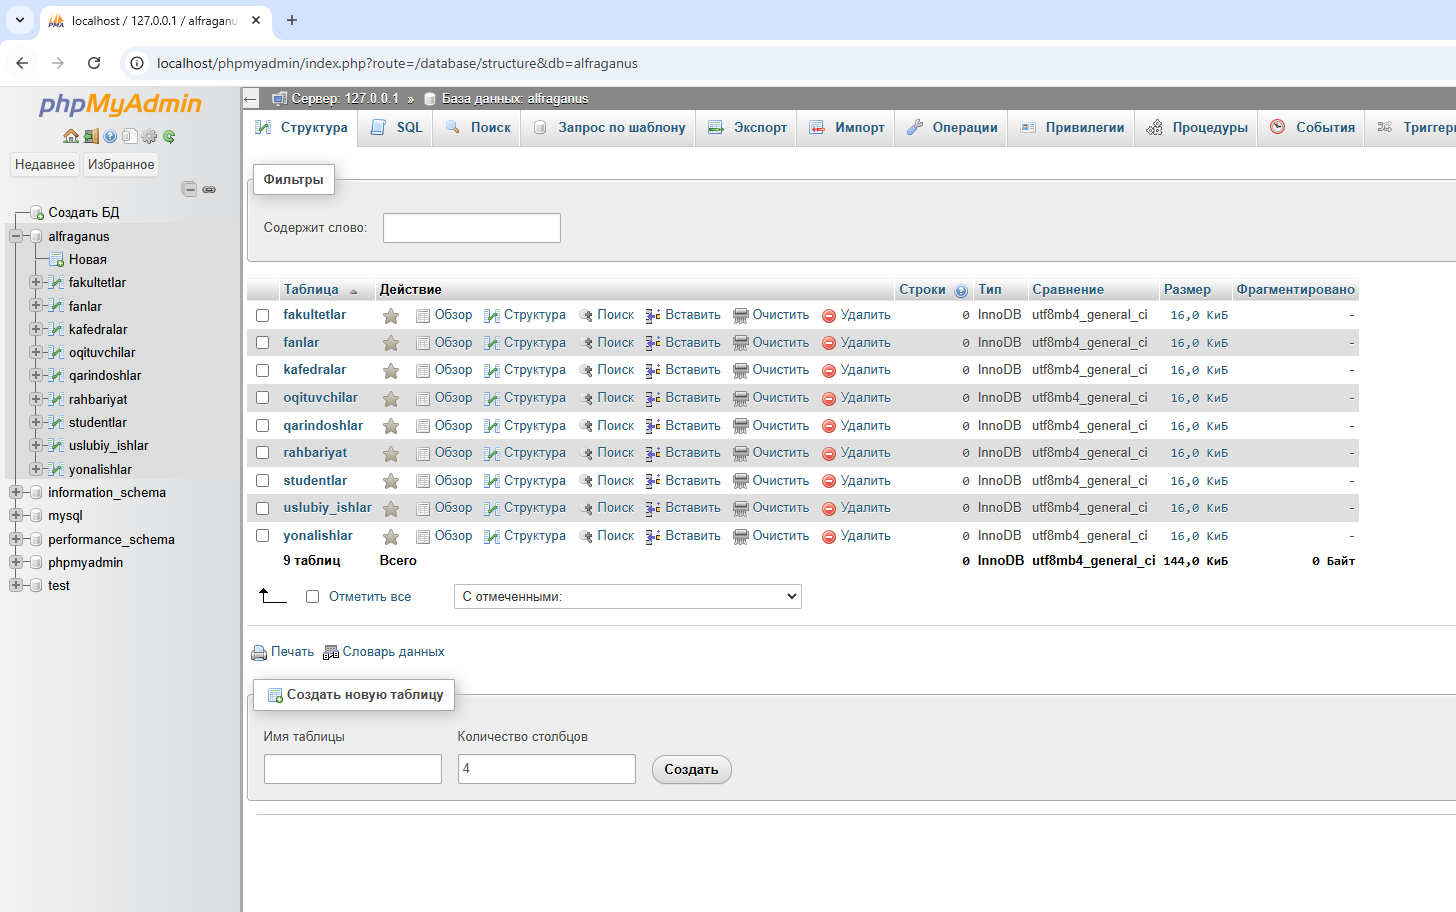 localhost / 127.0.0.1 / alfraganu
localhost/phpmyadmin/index.php?route=/database/structure&db=alfraganus
phpMyAdmin
Недавнее Избранное
Создать БД
alfraganus
Новая
fakultetlar
fanlar
kafedralar
oqituvchilar
qarindoshlar
rahbariyat
studentlar
uslubiy_ishlar
yonalishlar
information_schema
mysql
performance_schema
phpmyadmin
test
Сервер: 127.0.0.1 » База данных: alfraganus
Структура SQL Поиск Запрос по шаблону Экспорт Импорт Операции Привилегии Процедуры События Триггеры
Фильтры
Содержит слово:
Таблица Действие Строки Тип Сравнение Размер Фрагментировано
fakultetlar Обзор Структура Поиск Вставить Очистить Удалить 0 InnoDB utf8mb4_general_ci 16,0 КиБ -
fanlar Обзор Структура Поиск Вставить Очистить Удалить 0 InnoDB utf8mb4_general_ci 16,0 КиБ -
kafedralar Обзор Структура Поиск Вставить Очистить Удалить 0 InnoDB utf8mb4_general_ci 16,0 КиБ -
oqituvchilar Обзор Структура Поиск Вставить Очистить Удалить 0 InnoDB utf8mb4_general_ci 16,0 КиБ -
qarindoshlar Обзор Структура Поиск Вставить Очистить Удалить 0 InnoDB utf8mb4_general_ci 16,0 КиБ -
rahbariyat Обзор Структура Поиск Вставить Очистить Удалить 0 InnoDB utf8mb4_general_ci 16,0 КиБ -
studentlar Обзор Структура Поиск Вставить Очистить Удалить 0 InnoDB utf8mb4_general_ci 16,0 КиБ -
uslubiy_ishlar Обзор Структура Поиск Вставить Очистить Удалить 0 InnoDB utf8mb4_general_ci 16,0 КиБ -
yonalishlar Обзор Структура Поиск Вставить Очистить Удалить 0 InnoDB utf8mb4_general_ci 16,0 КиБ -
9 таблиц Всего 0 InnoDB utf8mb4_general_ci 144,0 КиБ 0 Байт
Отметить все С отмеченными:
Печать Словарь данных
Создать новую таблицу
Имя таблицы Количество столбцов
4 Создать